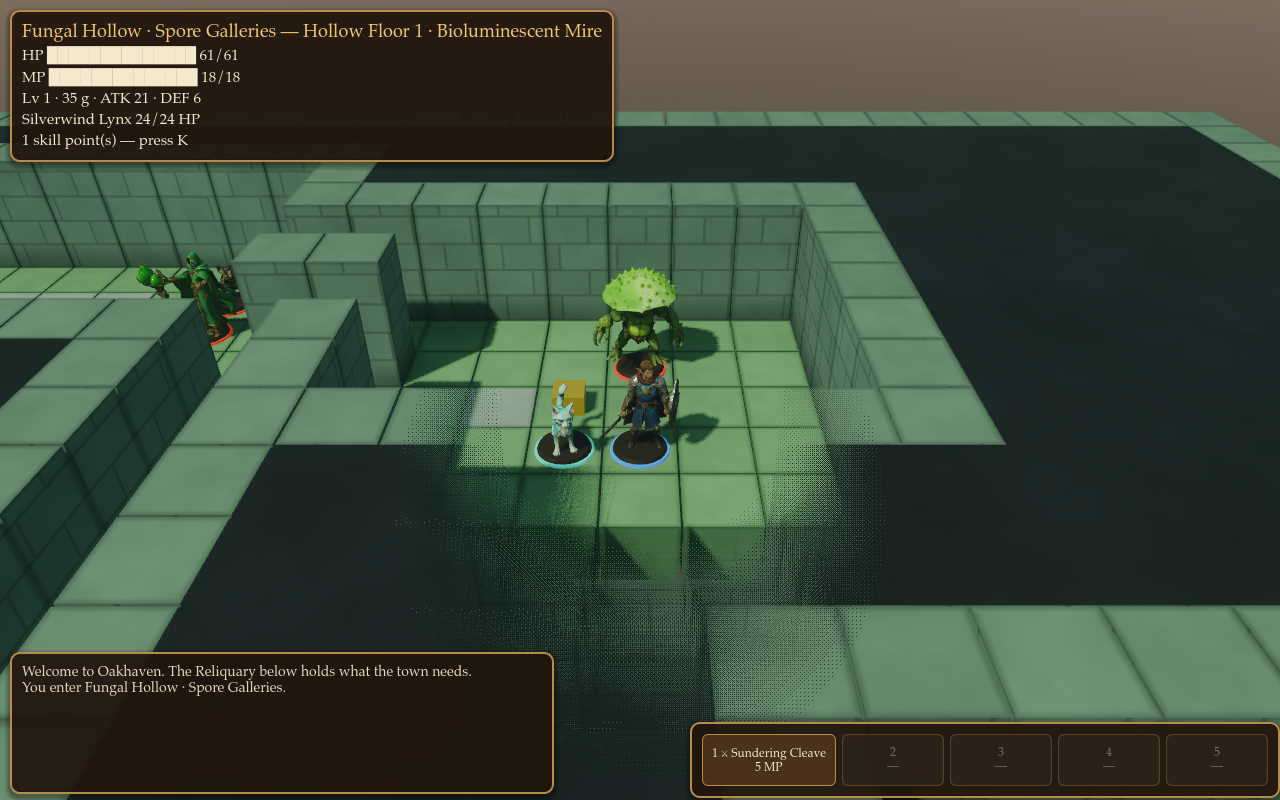 Fungal Hollow · Spore Galleries — Hollow Floor 1 · Bioluminescent Mire
HP ██████████████ 61/61
MP ██████████████ 18/18
Lv 1 · 35 g · ATK 21 · DEF 6
Silverwind Lynx 24/24 HP
1 skill point(s) — press K
Welcome to Oakhaven. The Reliquary below holds what the town needs.
You enter Fungal Hollow · Spore Galleries.
1 ⚔ Sundering Cleave
5 MP
2
—
3
—
4
—
5
—